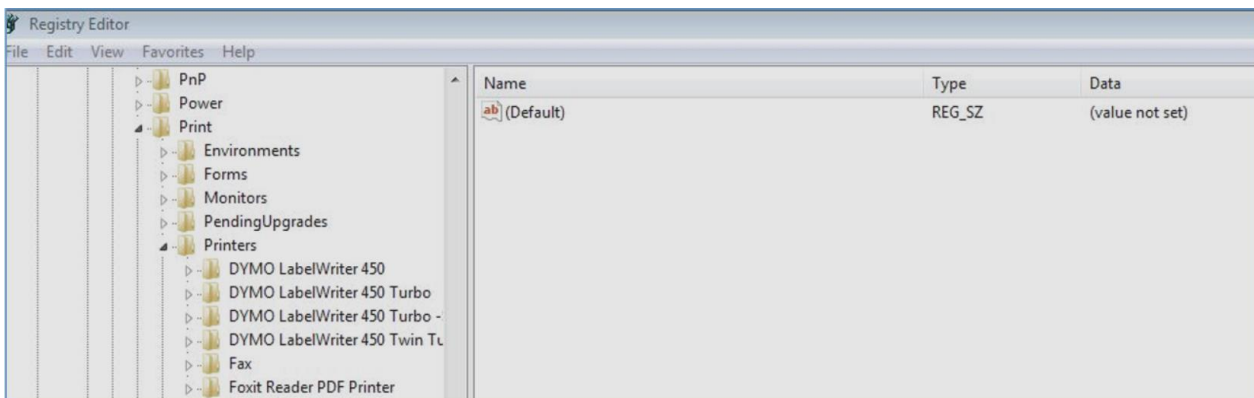 Registry Editor
File Edit View Favorites Help
Name Type Data
ab (Default) REG_SZ (value not set)
PnP
Power
Print
Environments
Forms
Monitors
PendingUpgrades
Printers
DYMO LabelWriter 450
DYMO LabelWriter 450 Turbo
DYMO LabelWriter 450 Turbo -
DYMO LabelWriter 450 Twin Tu
Fax
Foxit Reader PDF Printer